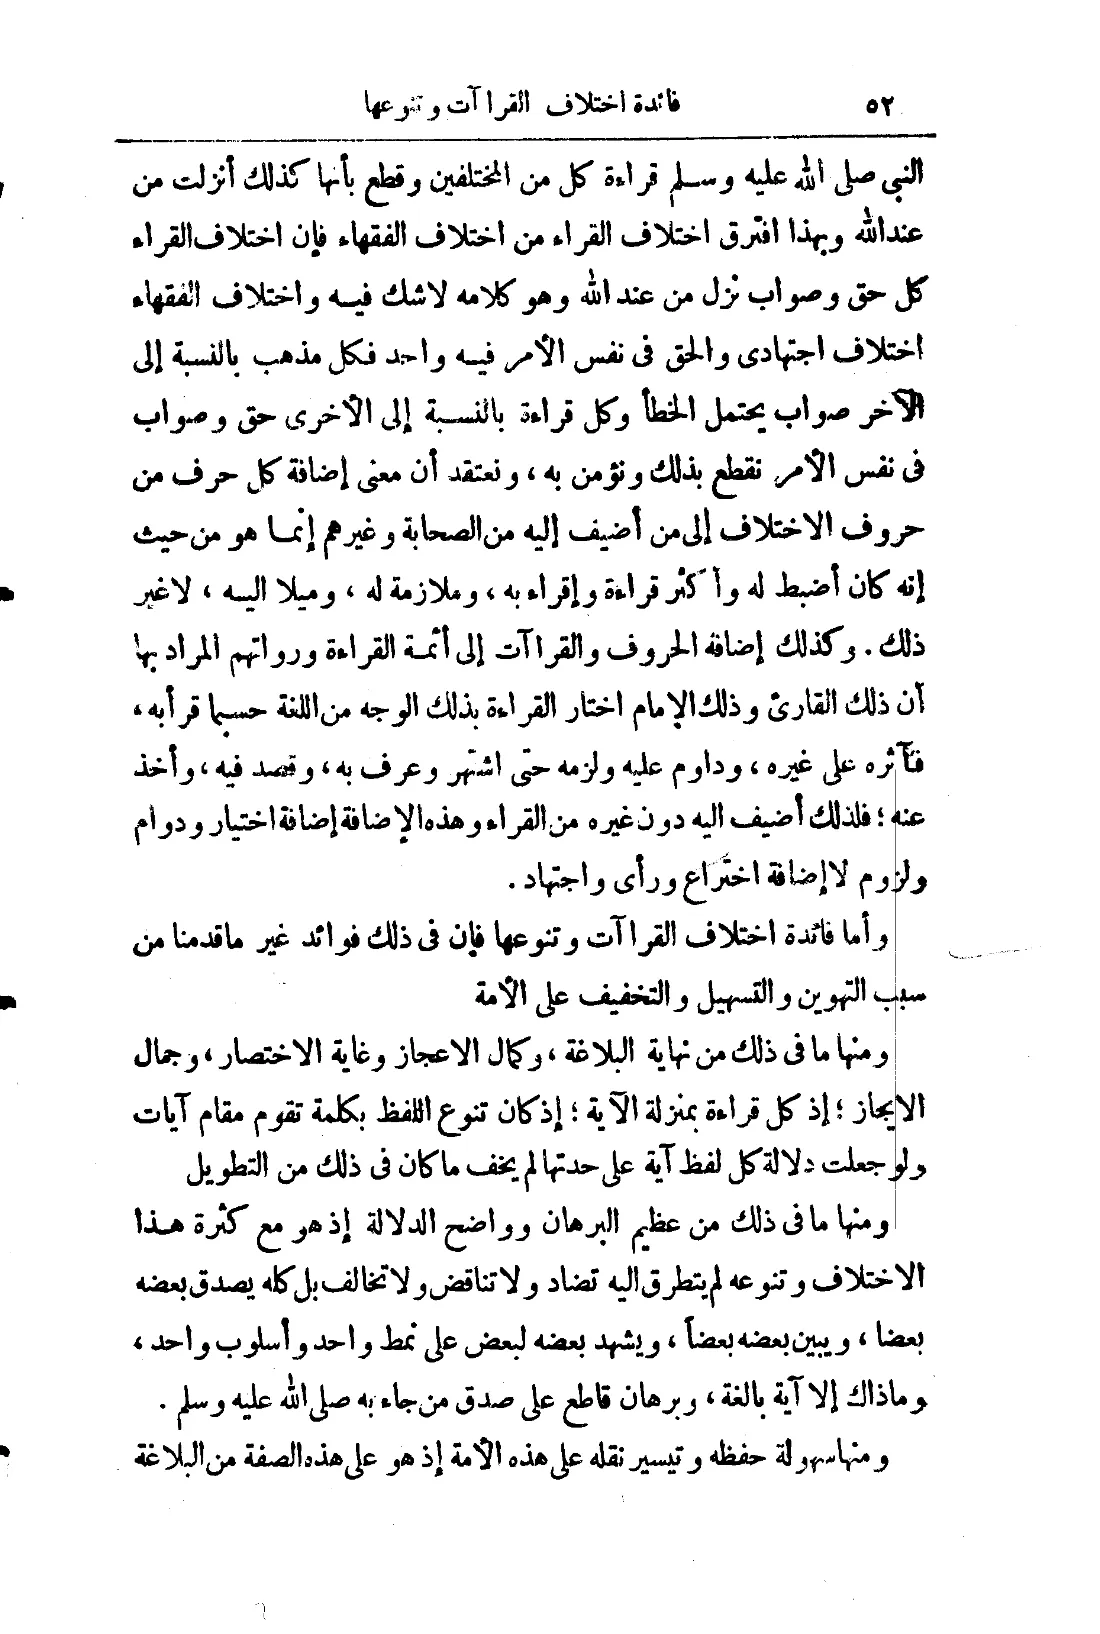 ٥٢ فائدة اختلاف القراآت وتنوعها
النبي صلى الله عليه وسلم قراءة كل من المختلفين وقطع بأنها كذلك أنزلت من
عندالله وبهذا افترق اختلاف القراء من اختلاف الفقهاء فإن اختلاف القراء
كل حق وصواب نزل من عند الله وهو كلامه لاشك فيه واختلاف الفقهاء
اختلاف اجتهادى والحق فى نفس الأمر فيه واحد فكل مذهب بالنسبة إلى
الآخر صواب يحتمل الخطأ وكل قراءة بالنسبة إلى الأخرى حق وصواب
فى نفس الأمر نقطع بذلك ونؤمن به ، ونعتقد أن معنى إضافة كل حرف من
حروف الاختلاف إلى من أضيف إليه من الصحابة وغيرهم إنما هو من حيث
إنه كان أضبط له وأكثر قراءة وإقراء به ، وملازمة له ، وميلا اليه ، لاغير
ذلك . وكذلك إضافة الحروف والقراآت إلى أئمة القراءة ورواتهم المراد بها
أن ذلك القارئ وذلك الإمام اختار القراءة بذلك الوجه من اللغة حسبما قرأ به ،
فآثره على غيره ، وداوم عليه ولزمه حتى اشتهر وعرف به ، وقصد فيه ، وأخذ
عنه ؛ فلذلك أضيف اليه دون غيره من القراء وهذه الإضافة إضافة اختيار ودوام
ولزوم لا إضافة اختراع ورأى واجتهاد .
وأما فائدة اختلاف القراآت وتنوعها فإن فى ذلك فوائد غير ماقدمنا من
سبب التهوين والتسهيل والتخفيف على الأمة
ومنها ما فى ذلك من نهاية البلاغة ، وكمال الاعجاز وغاية الاختصار ، وجمال
الايجاز ؛ إذ كل قراءة بمنزلة الآية ؛ إذ كان تنوع اللفظ بكلمة تقوم مقام آيات
ولو جعلت دلالة كل لفظ آية على حدتها لم يخف ما كان فى ذلك من التطويل
ومنها ما فى ذلك من عظيم البرهان وواضح الدلالة إذ هو مع كثرة هذا
الاختلاف وتنوعه لم يتطرق اليه تضاد ولا تناقض ولا تخالف بل كله يصدق بعضه
بعضا ، ويبين بعضه بعضاً ، ويشهد بعضه لبعض على نمط واحد وأسلوب واحد ،
وماذاك إلا آية بالغة ، وبرهان قاطع على صدق من جاء به صلى الله عليه وسلم .
ومنها سهولة حفظه وتيسير نقله على هذه الأمة إذ هو على هذه الصفة من البلاغة